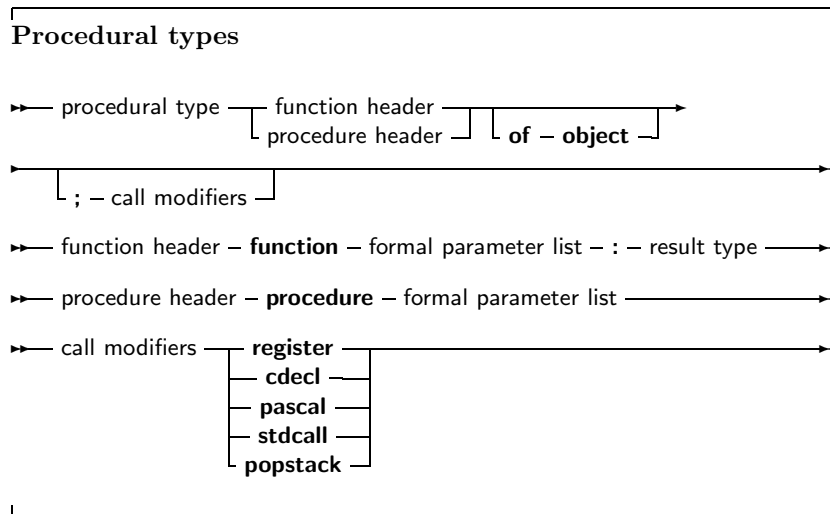 Procedural types
procedural type function header
procedure header of object
; call modifiers
function header function formal parameter list : result type
procedure header procedure formal parameter list
call modifiers register
cdecl
pascal
stdcall
popstack